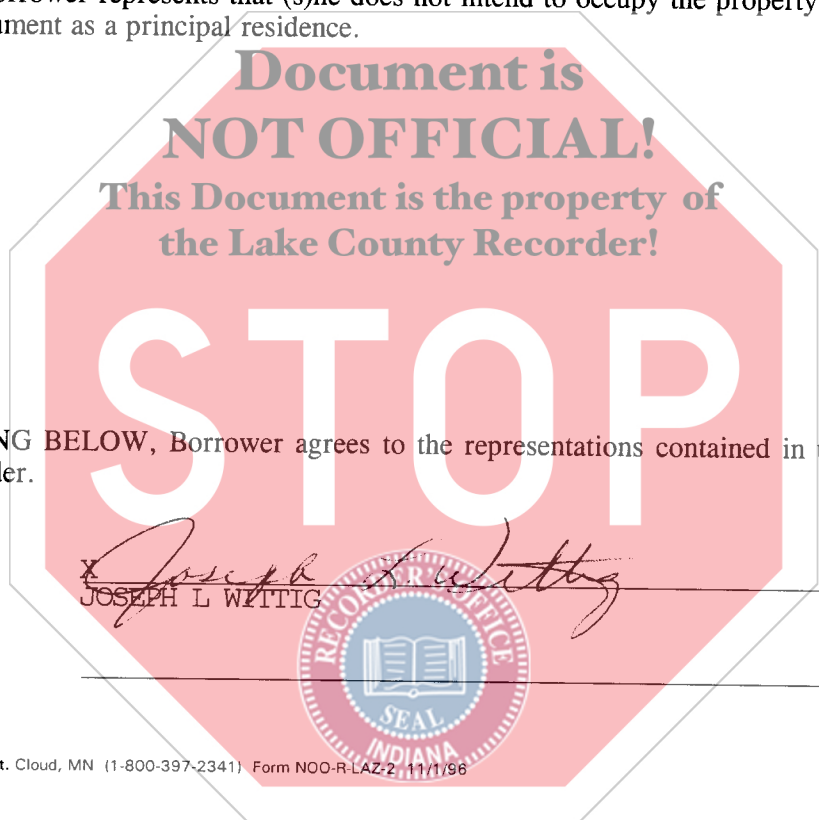 orrower represents that (s)he does not intend to occupy the property
ument as a principal residence.
Document is
NOT OFFICIAL!
This Document is the property of
the Lake County Recorder!
STOP
NG BELOW, Borrower agrees to the representations contained in
ler.
X Joseph L. Wittig
JOSEPH L WITTIG
RECORDER'S OFFICE
SEAL
INDIANA
t. Cloud, MN (1-800-397-2341) Form NOO-R-LAZ-2 11/1/96